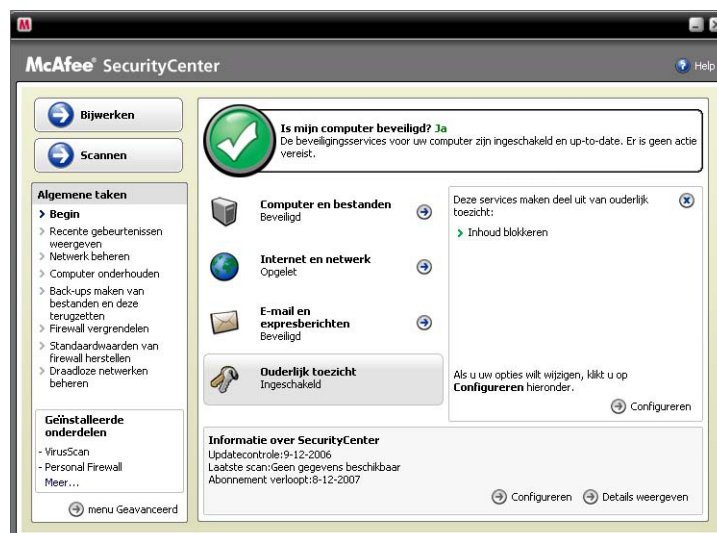 McAfee® SecurityCenter
Help
Bijwerken
Scannen
Algemene taken
Begin
Recente gebeurtenissen
weergeven
Netwerk beheren
Computer onderhouden
Back-ups maken van
bestanden en deze
terugzetten
Firewall vergrendelen
Standaardwaarden van
firewall herstellen
Draadloze netwerken
beheren
Geïnstalleerde
onderdelen
- VirusScan
- Personal Firewall
Meer...
menu Geavanceerd
Is mijn computer beveiligd? Ja
De beveiligingsservices voor uw computer zijn ingeschakeld en up-to-date. Er is geen actie
vereist.
Computer en bestanden
Beveiligd
Internet en netwerk
Opgelet
E-mail en
expresberichten
Beveiligd
Ouderlijk toezicht
Ingeschakeld
Deze services maken deel uit van ouderlijk
toezicht:
Inhoud blokkeren
Als u uw opties wilt wijzigen, klikt u op
Configureren hieronder.
Configureren
Informatie over SecurityCenter
Updatecontrole:9-12-2006
Laatste scan:Geen gegevens beschikbaar
Abonnement verloopt:8-12-2007
Configureren
Details weergeven